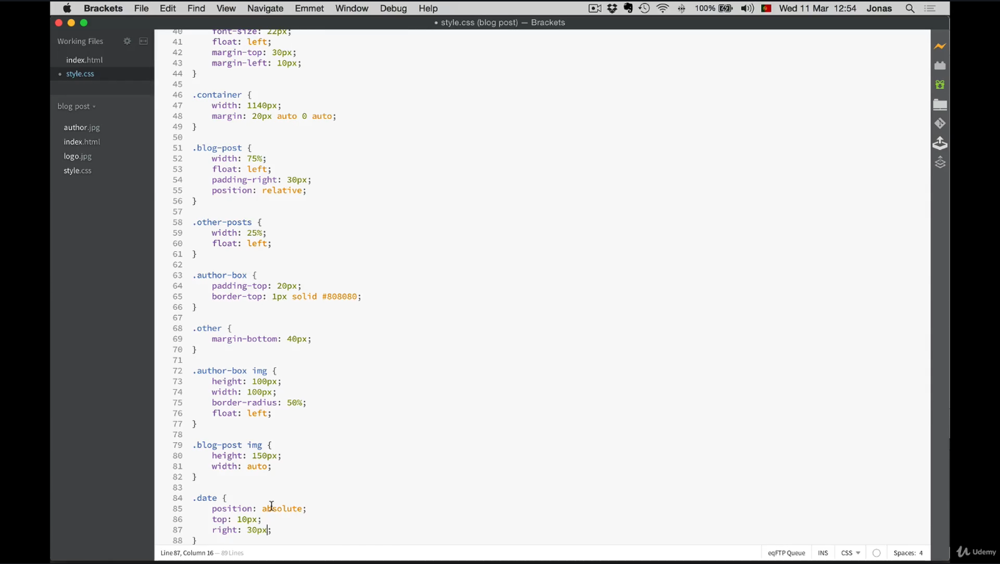 Brackets File Edit Find View Navigate Emmet Window Debug Help 100% Wed 11 Mar 12:54 Jonas
• style.css (blog post) — Brackets
Working Files
index.html
• style.css
blog post
author.jpg
index.html
logo.jpg
style.css
40 font-size: 22px;
41 float: left;
42 margin-top: 30px;
43 margin-left: 10px;
44 }
45
46 .container {
47 width: 1140px;
48 margin: 20px auto 0 auto;
49 }
50
51 .blog-post {
52 width: 75%;
53 float: left;
54 padding-right: 30px;
55 position: relative;
56 }
57
58 .other-posts {
59 width: 25%;
60 float: left;
61 }
62
63 .author-box {
64 padding-top: 20px;
65 border-top: 1px solid #808080;
66 }
67
68 .other {
69 margin-bottom: 40px;
70 }
71
72 .author-box img {
73 height: 100px;
74 width: 100px;
75 border-radius: 50%;
76 float: left;
77 }
78
79 .blog-post img {
80 height: 150px;
81 width: auto;
82 }
83
84 .date {
85 position: absolute;
86 top: 10px;
87 right: 30px;
88 }
Line 87, Column 16 — 89 Lines eqFTP Queue INS CSS Spaces: 4
Udemy